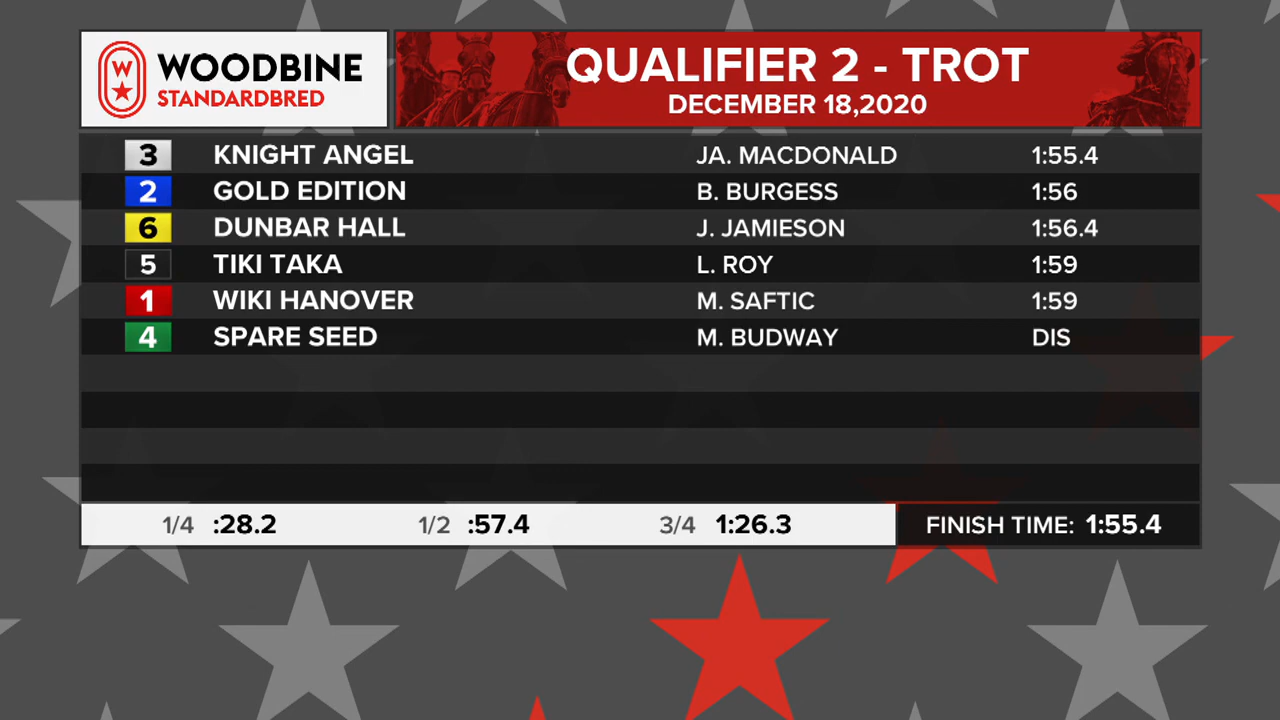 W
WOODBINE
STANDARDBRED
QUALIFIER 2 - TROT
DECEMBER 18,2020
3 KNIGHT ANGEL JA. MACDONALD 1:55.4
2 GOLD EDITION B. BURGESS 1:56
6 DUNBAR HALL J. JAMIESON 1:56.4
5 TIKI TAKA L. ROY 1:59
1 WIKI HANOVER M. SAFTIC 1:59
4 SPARE SEED M. BUDWAY DIS
1/4 :28.2 1/2 :57.4 3/4 1:26.3 FINISH TIME: 1:55.4